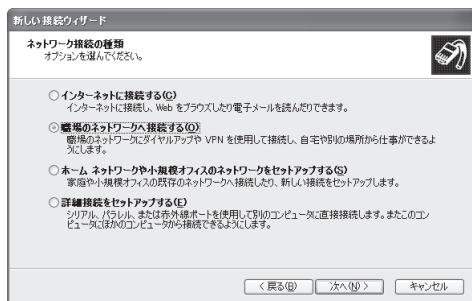 新しい接続ウィザード
ネットワーク接続の種類
オプションを選んでください。
インターネットに接続する(C)
インターネットに接続し、Web をブラウズしたり電子メールを読んだりできます。
職場のネットワークへ接続する(O)
職場のネットワークにダイヤルアップや VPN を使用して接続し、自宅や別の場所から仕事ができるよ
うにします。
ホーム ネットワークや小規模オフィスのネットワークをセットアップする(S)
家庭や小規模オフィスの既存のネットワークへ接続したり、新しい接続をセットアップします。
詳細接続をセットアップする(E)
シリアル、パラレル、または赤外線ポートを使用して別のコンピュータに直接接続します。またこのコン
ピュータにほかのコンピュータから接続できるようにします。
< 戻る(B) 次へ(N) > キャンセル